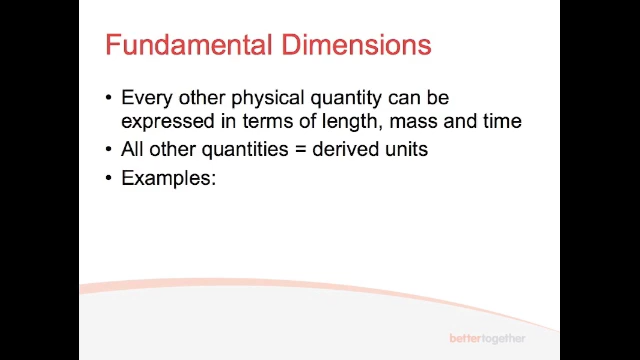 Fundamental Dimensions
• Every other physical quantity can be
expressed in terms of length, mass and time
• All other quantities = derived units
• Examples:
bettertogether